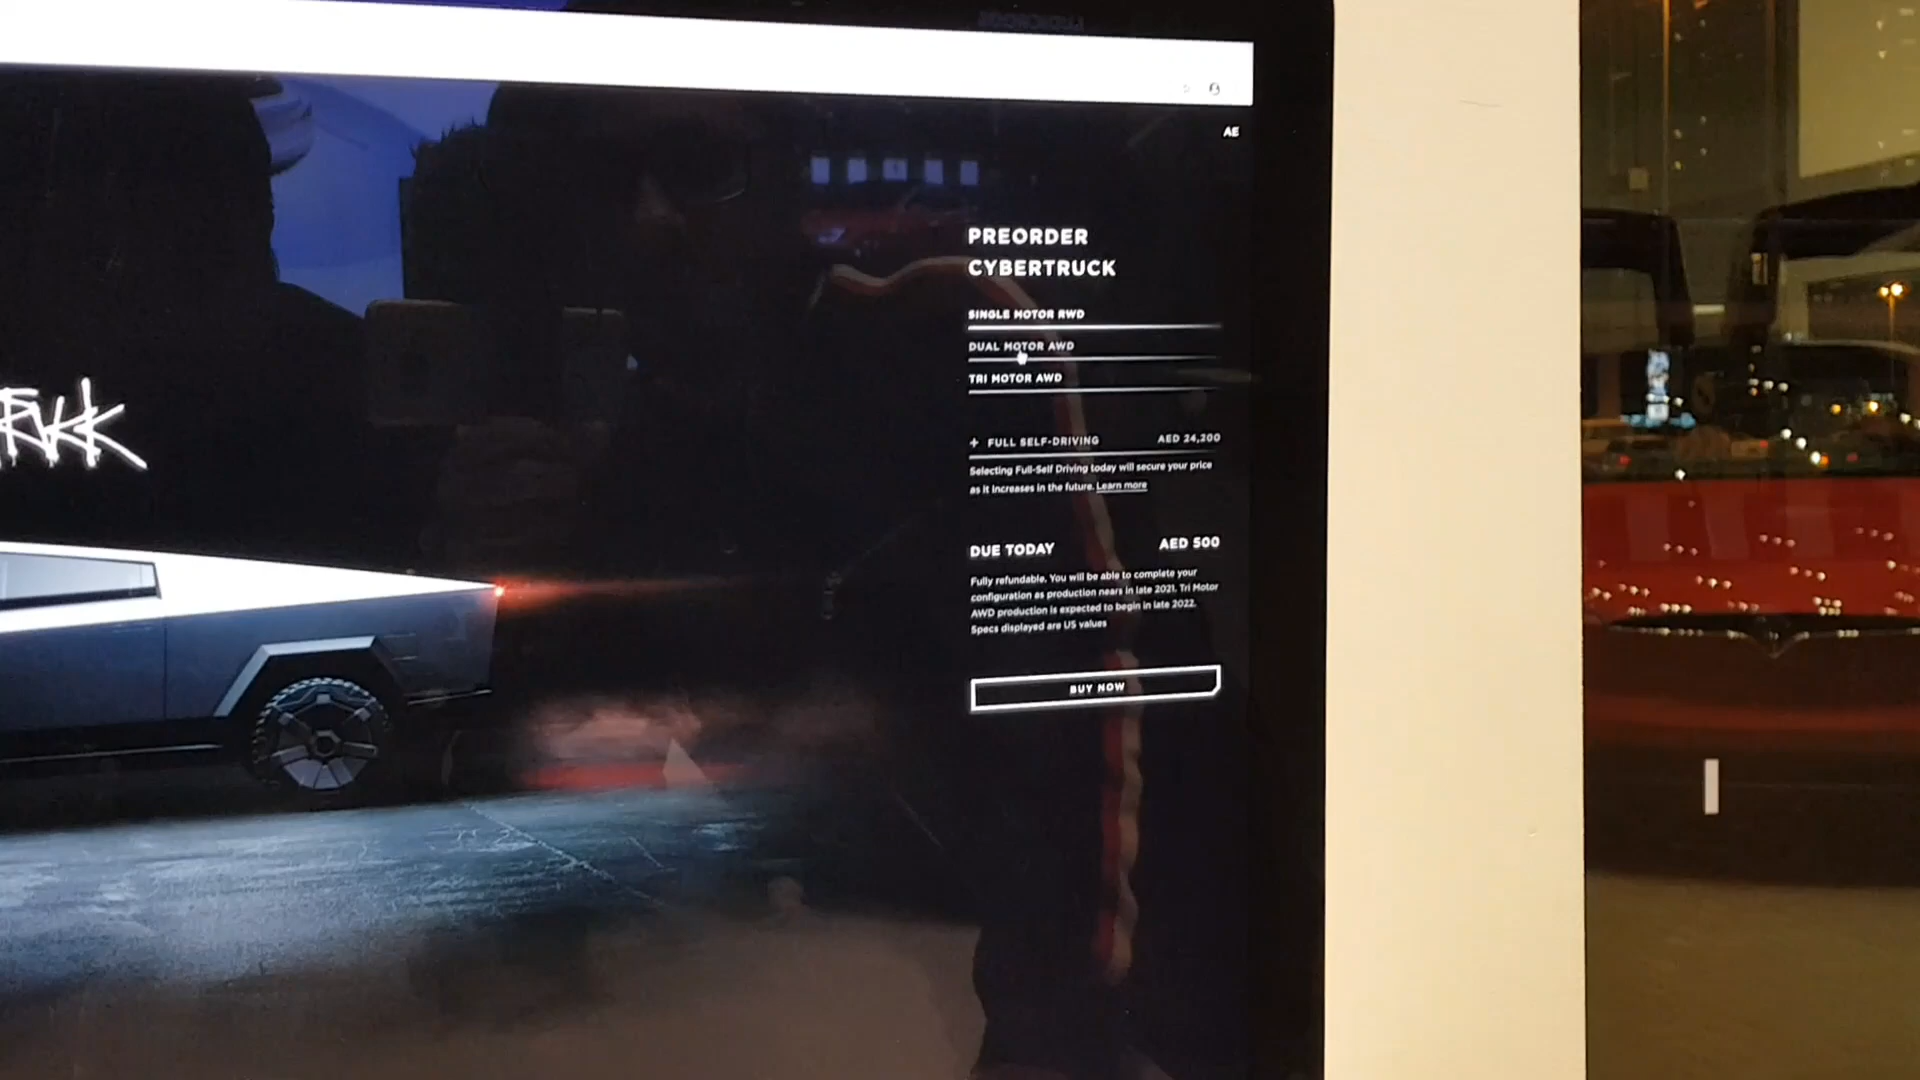 AE
PREORDER
CYBERTRUCK
SINGLE MOTOR RWD
DUAL MOTOR AWD
TRI MOTOR AWD
+ FULL SELF-DRIVING AED 24,200
Selecting Full-Self Driving today will secure your price
as it increases in the future. Learn more
DUE TODAY AED 500
Fully refundable. You will be able to complete your
configuration as production nears in late 2021. Tri Motor
AWD production is expected to begin in late 2022.
Specs displayed are US values
BUY NOW